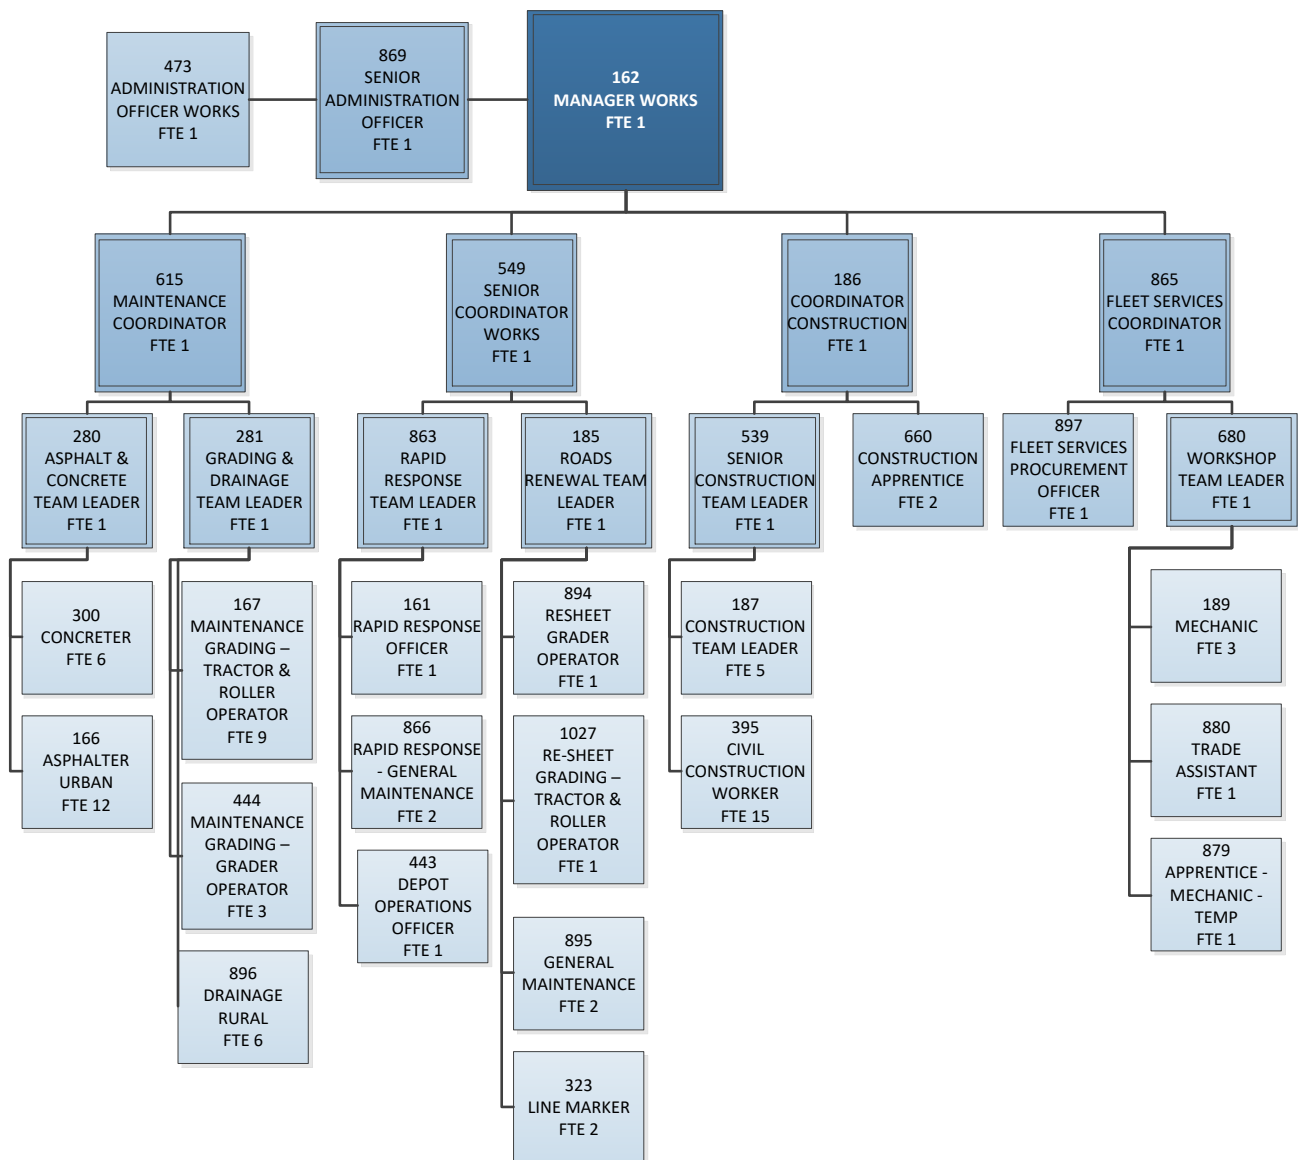 473
ADMINISTRATION
OFFICER WORKS
FTE 1
869
SENIOR
ADMINISTRATION
OFFICER
FTE 1
162
MANAGER WORKS
FTE 1
615
MAINTENANCE
COORDINATOR
FTE 1
549
SENIOR
COORDINATOR
WORKS
FTE 1
186
COORDINATOR
CONSTRUCTION
FTE 1
865
FLEET SERVICES
COORDINATOR
FTE 1
280
ASPHALT &
CONCRETE
TEAM LEADER
FTE 1
281
GRADING &
DRAINAGE
TEAM LEADER
FTE 1
863
RAPID
RESPONSE
TEAM LEADER
FTE 1
185
ROADS
RENEWAL TEAM
LEADER
FTE 1
539
SENIOR
CONSTRUCTION
TEAM LEADER
FTE 1
660
CONSTRUCTION
APPRENTICE
FTE 2
897
FLEET SERVICES
PROCUREMENT
OFFICER
FTE 1
680
WORKSHOP
TEAM LEADER
FTE 1
300
CONCRETER
FTE 6
166
ASPHALTER
URBAN
FTE 12
167
MAINTENANCE
GRADING –
TRACTOR &
ROLLER
OPERATOR
FTE 9
444
MAINTENANCE
GRADING –
GRADER
OPERATOR
FTE 3
896
DRAINAGE
RURAL
FTE 6
161
RAPID RESPONSE
OFFICER
FTE 1
866
RAPID RESPONSE
- GENERAL
MAINTENANCE
FTE 2
443
DEPOT
OPERATIONS
OFFICER
FTE 1
894
RESHEET
GRADER
OPERATOR
FTE 1
1027
RE-SHEET
GRADING –
TRACTOR &
ROLLER
OPERATOR
FTE 1
895
GENERAL
MAINTENANCE
FTE 2
323
LINE MARKER
FTE 2
187
CONSTRUCTION
TEAM LEADER
FTE 5
395
CIVIL
CONSTRUCTION
WORKER
FTE 15
189
MECHANIC
FTE 3
880
TRADE
ASSISTANT
FTE 1
879
APPRENTICE -
MECHANIC -
TEMP
FTE 1